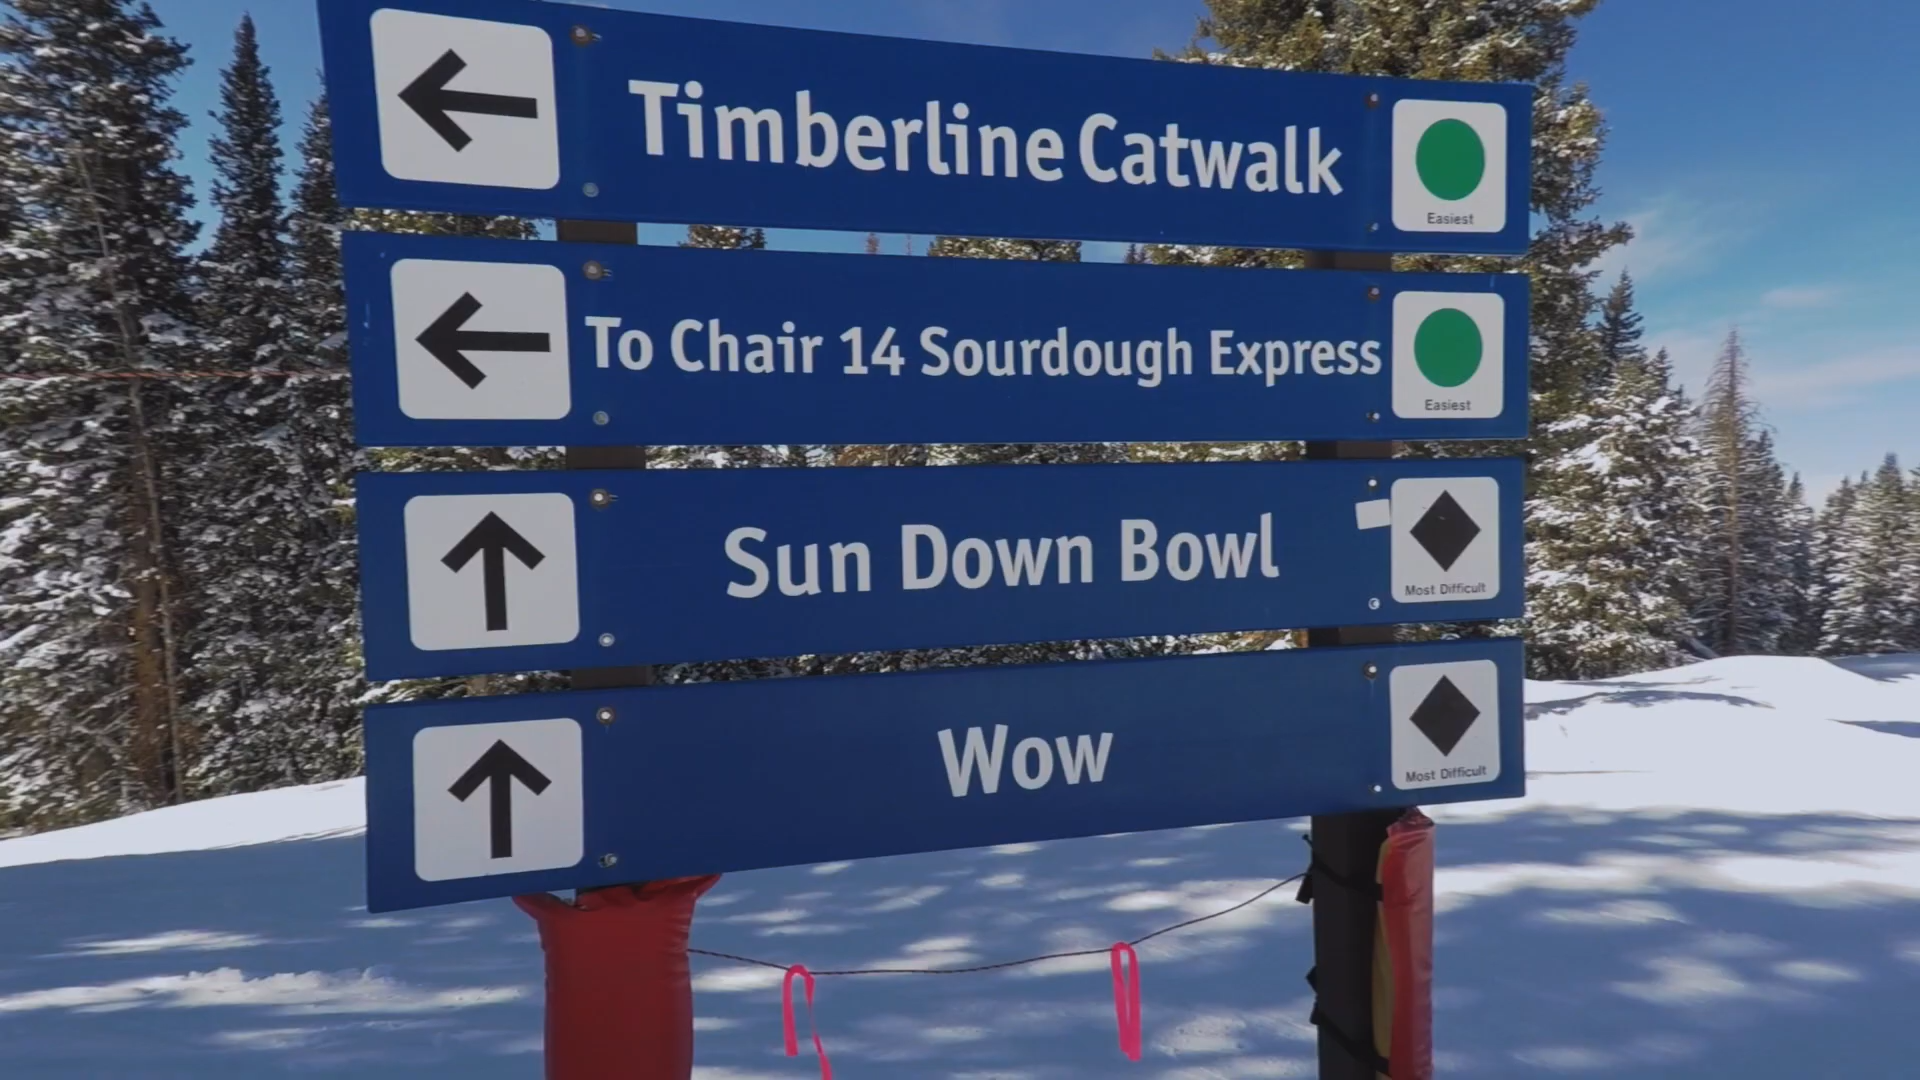 Timberline Catwalk
Easiest
To Chair 14 Sourdough Express
Easiest
Sun Down Bowl
Most Difficult
Wow
Most Difficult